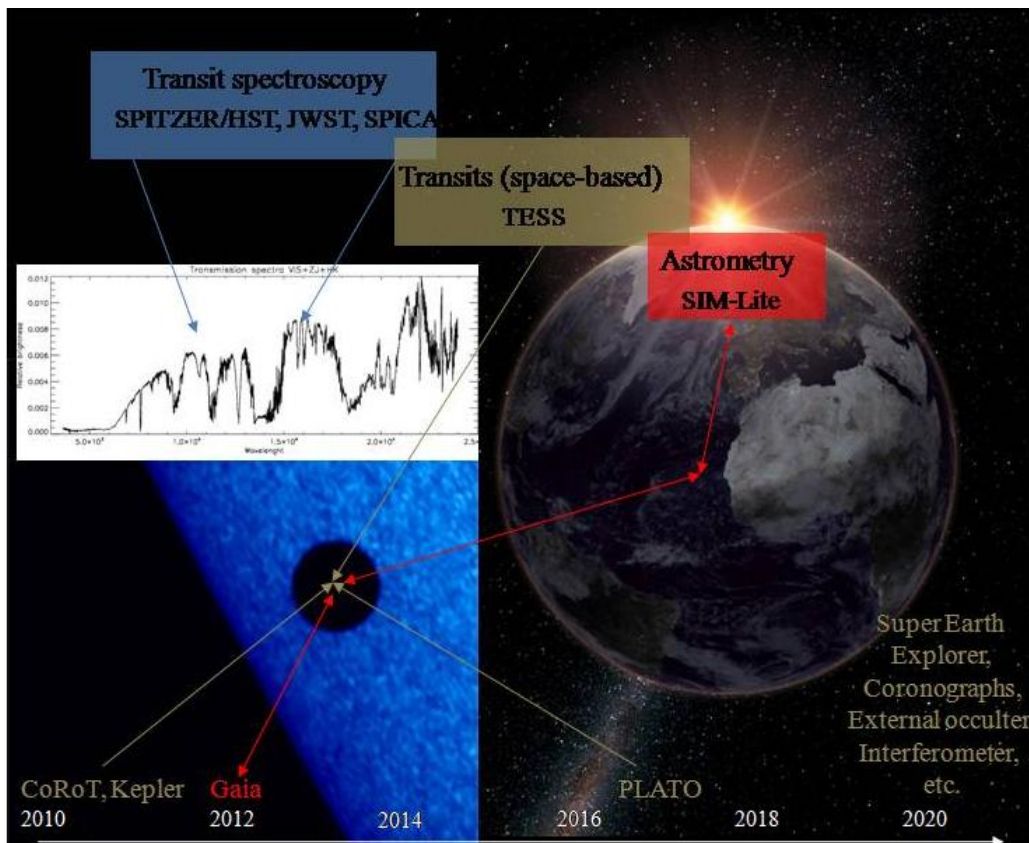 Transit spectroscopy
SPITZER/HST, JWST, SPICA
Transits (space-based)
TESS
Astrometry
SIM-Lite
Transmission spectra VIS+ZJ+HK
0.012
0.010
0.008
0.006
0.004
0.002
0.000
Relative brightness
5.0×10³
1.0×10⁴
1.5×10⁴
2.0×10⁴
2.5
Wavelenght
Super Earth
Explorer,
Coronographs,
External occulter
Interferometer,
etc.
CoRoT, Kepler
Gaia
PLATO
2010
2012
2014
2016
2018
2020